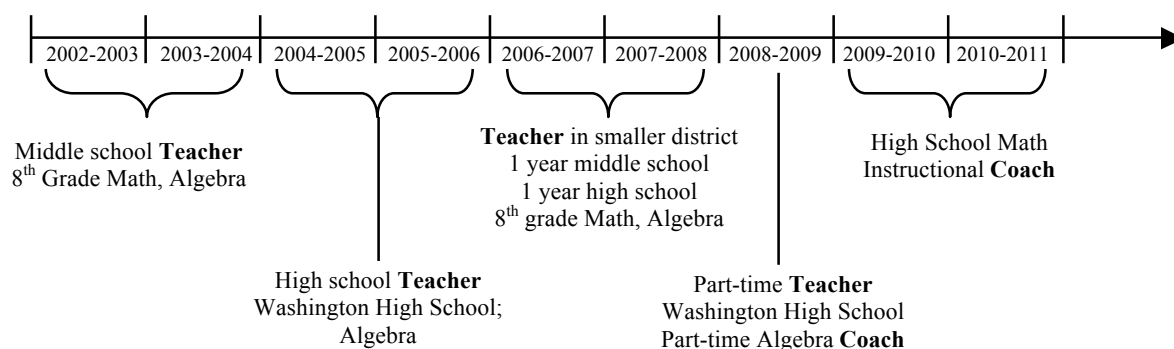 2002-2003 2003-2004 2004-2005 2005-2006 2006-2007 2007-2008 2008-2009 2009-2010 2010-2011
Middle school Teacher
8th Grade Math, Algebra
High school Teacher
Washington High School;
Algebra
Teacher in smaller district
1 year middle school
1 year high school
8th grade Math, Algebra
Part-time Teacher
Washington High School
Part-time Algebra Coach
High School Math
Instructional Coach